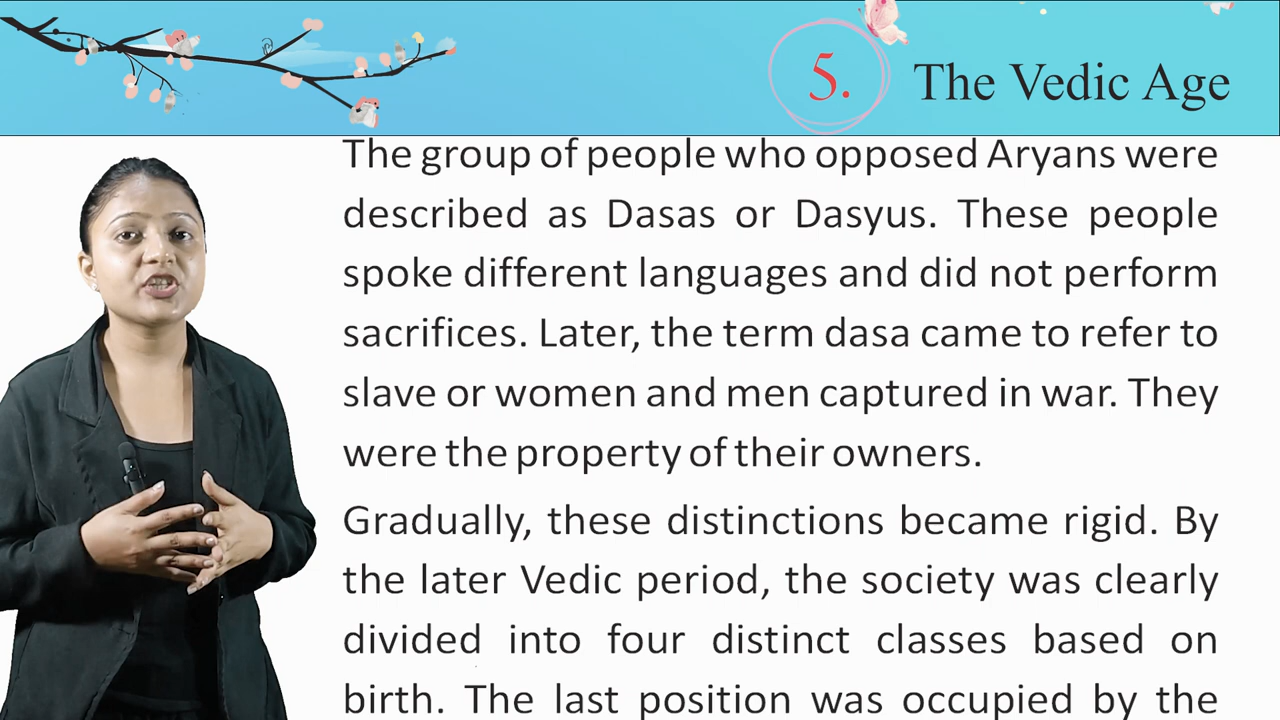 5. The Vedic Age
The group of people who opposed Aryans were
described as Dasas or Dasyus. These people
spoke different languages and did not perform
sacrifices. Later, the term dasa came to refer to
slave or women and men captured in war. They
were the property of their owners.
Gradually, these distinctions became rigid. By
the later Vedic period, the society was clearly
divided into four distinct classes based on
birth. The last position was occupied by the